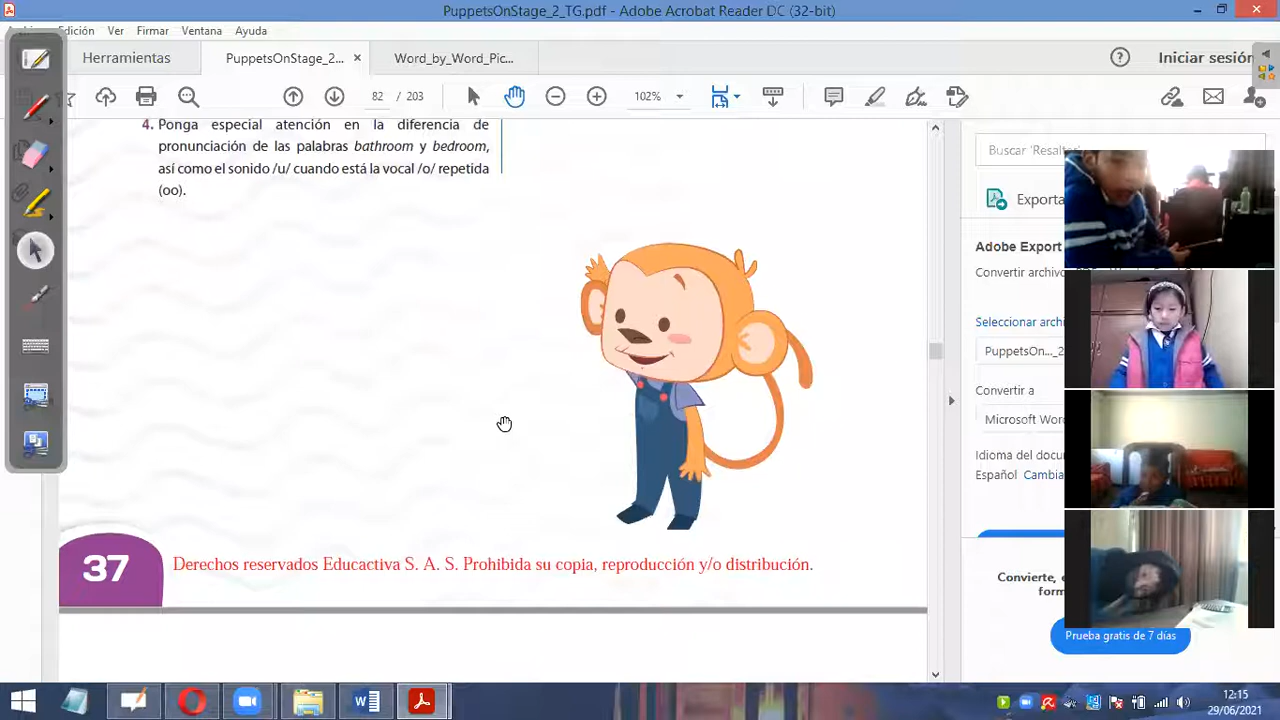 PuppetsOnStage_2_TG.pdf - Adobe Acrobat Reader DC (32-bit)
Edición Ver Firmar Ventana Ayuda
Herramientas PuppetsOnStage_2... × Word_by_Word_Pic... Iniciar sesión
82 / 203 102%
4. Ponga especial atención en la diferencia de
pronunciación de las palabras bathroom y bedroom,
así como el sonido /u/ cuando está la vocal /o/ repetida
(oo).
37
Derechos reservados Educactiva S. A. S. Prohibida su copia, reproducción y/o distribución.
Buscar 'Resaltar'
Exporta
Adobe Export
Convertir archiv
Seleccionar archi
PuppetsOn..._2
Convertir a
Microsoft Word
Idioma del docum
Español Cambia
Convierte, e
form
Prueba gratis de 7 días
12:15
29/06/2021